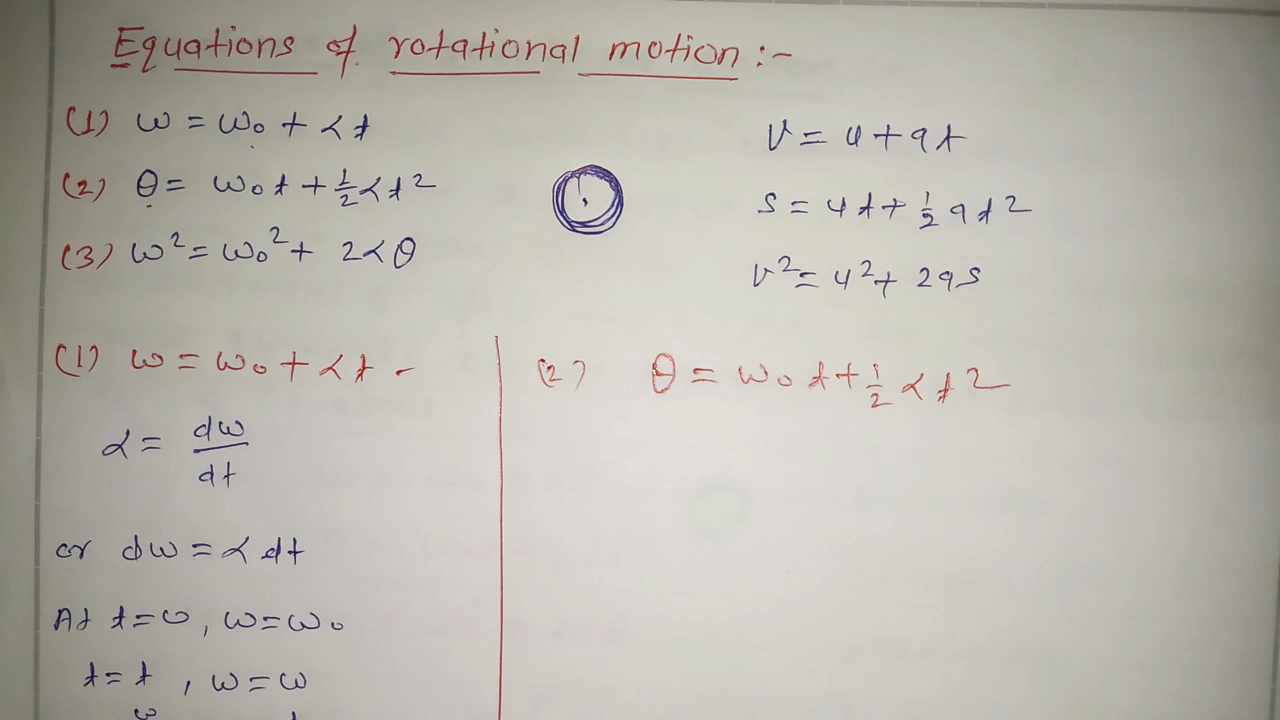 Equations of rotational motion :-
(1) ω = ω₀ + αt
(2) θ = ω₀t + ½αt²
(3) ω² = ω₀² + 2αθ
v = u + at
s = ut + ½at²
v² = u² + 2as
(1) ω = ω₀ + αt -
α = dω/dt
or dω = α dt
At t=0, ω=ω₀
t=t , ω=ω
(2) θ = ω₀t + ½αt²